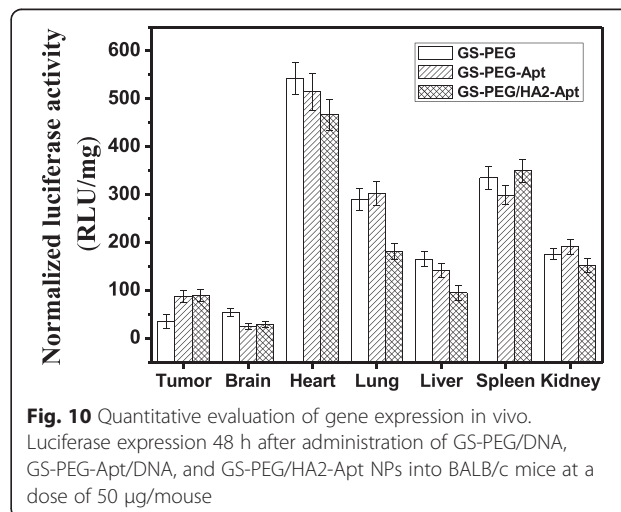 Normalized luciferase activity
(RLU/mg)
600
500
400
300
200
100
0
GS-PEG
GS-PEG-Apt
GS-PEG/HA2-Apt
Tumor Brain Heart Lung Liver Spleen Kidney
Fig. 10 Quantitative evaluation of gene expression in vivo.
Luciferase expression 48 h after administration of GS-PEG/DNA,
GS-PEG-Apt/DNA, and GS-PEG/HA2-Apt NPs into BALB/c mice at a
dose of 50 μg/mouse